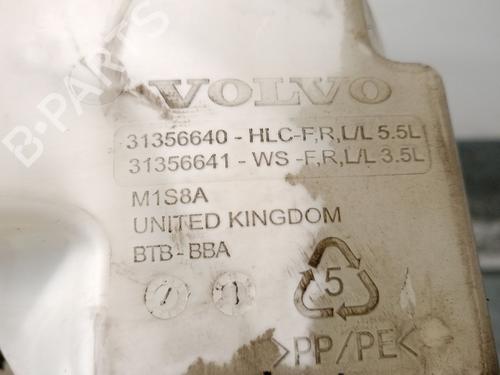 VOLVO
31356640 - HLC-F,R,L/L 5.5L
31356641 - WS -F,R,L/L 3.5L
M1S8A
UNITED KINGDOM
BTB-BBA
5
>PP/PE<
B-PARTS